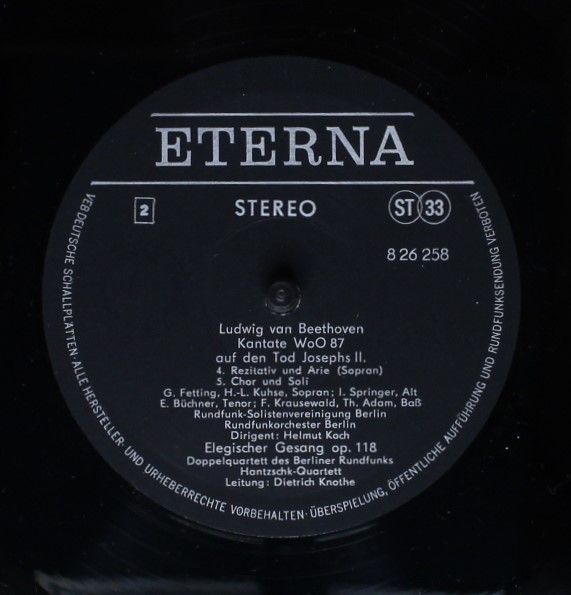 ETERNA
2 STEREO ST 33
8 26 258
Ludwig van Beethoven
Kantate WoO 87
auf den Tod Josephs II.
4. Rezitativ und Arie (Sopran)
5. Chor und Soli
G. Fetting, H.-L. Kuhse, Sopran; I. Springer, Alt
E. Büchner, Tenor; F. Krausewald, Th. Adam, Baß
Rundfunk-Solistenvereinigung Berlin
Rundfunkorchester Berlin
Dirigent: Helmut Koch
Elegischer Gesang op. 118
Doppelquartett des Berliner Rundfunks
Hantzschk-Quartett
Leitung: Dietrich Knothe
VEB DEUTSCHE SCHALLPLATTEN · ALLE HERSTELLER- UND URHEBERRECHTE VORBEHALTEN · ÜBERSPIELUNG, ÖFFENTLICHE AUFFÜHRUNG UND RUNDFUNKSENDUNG VERBOTEN